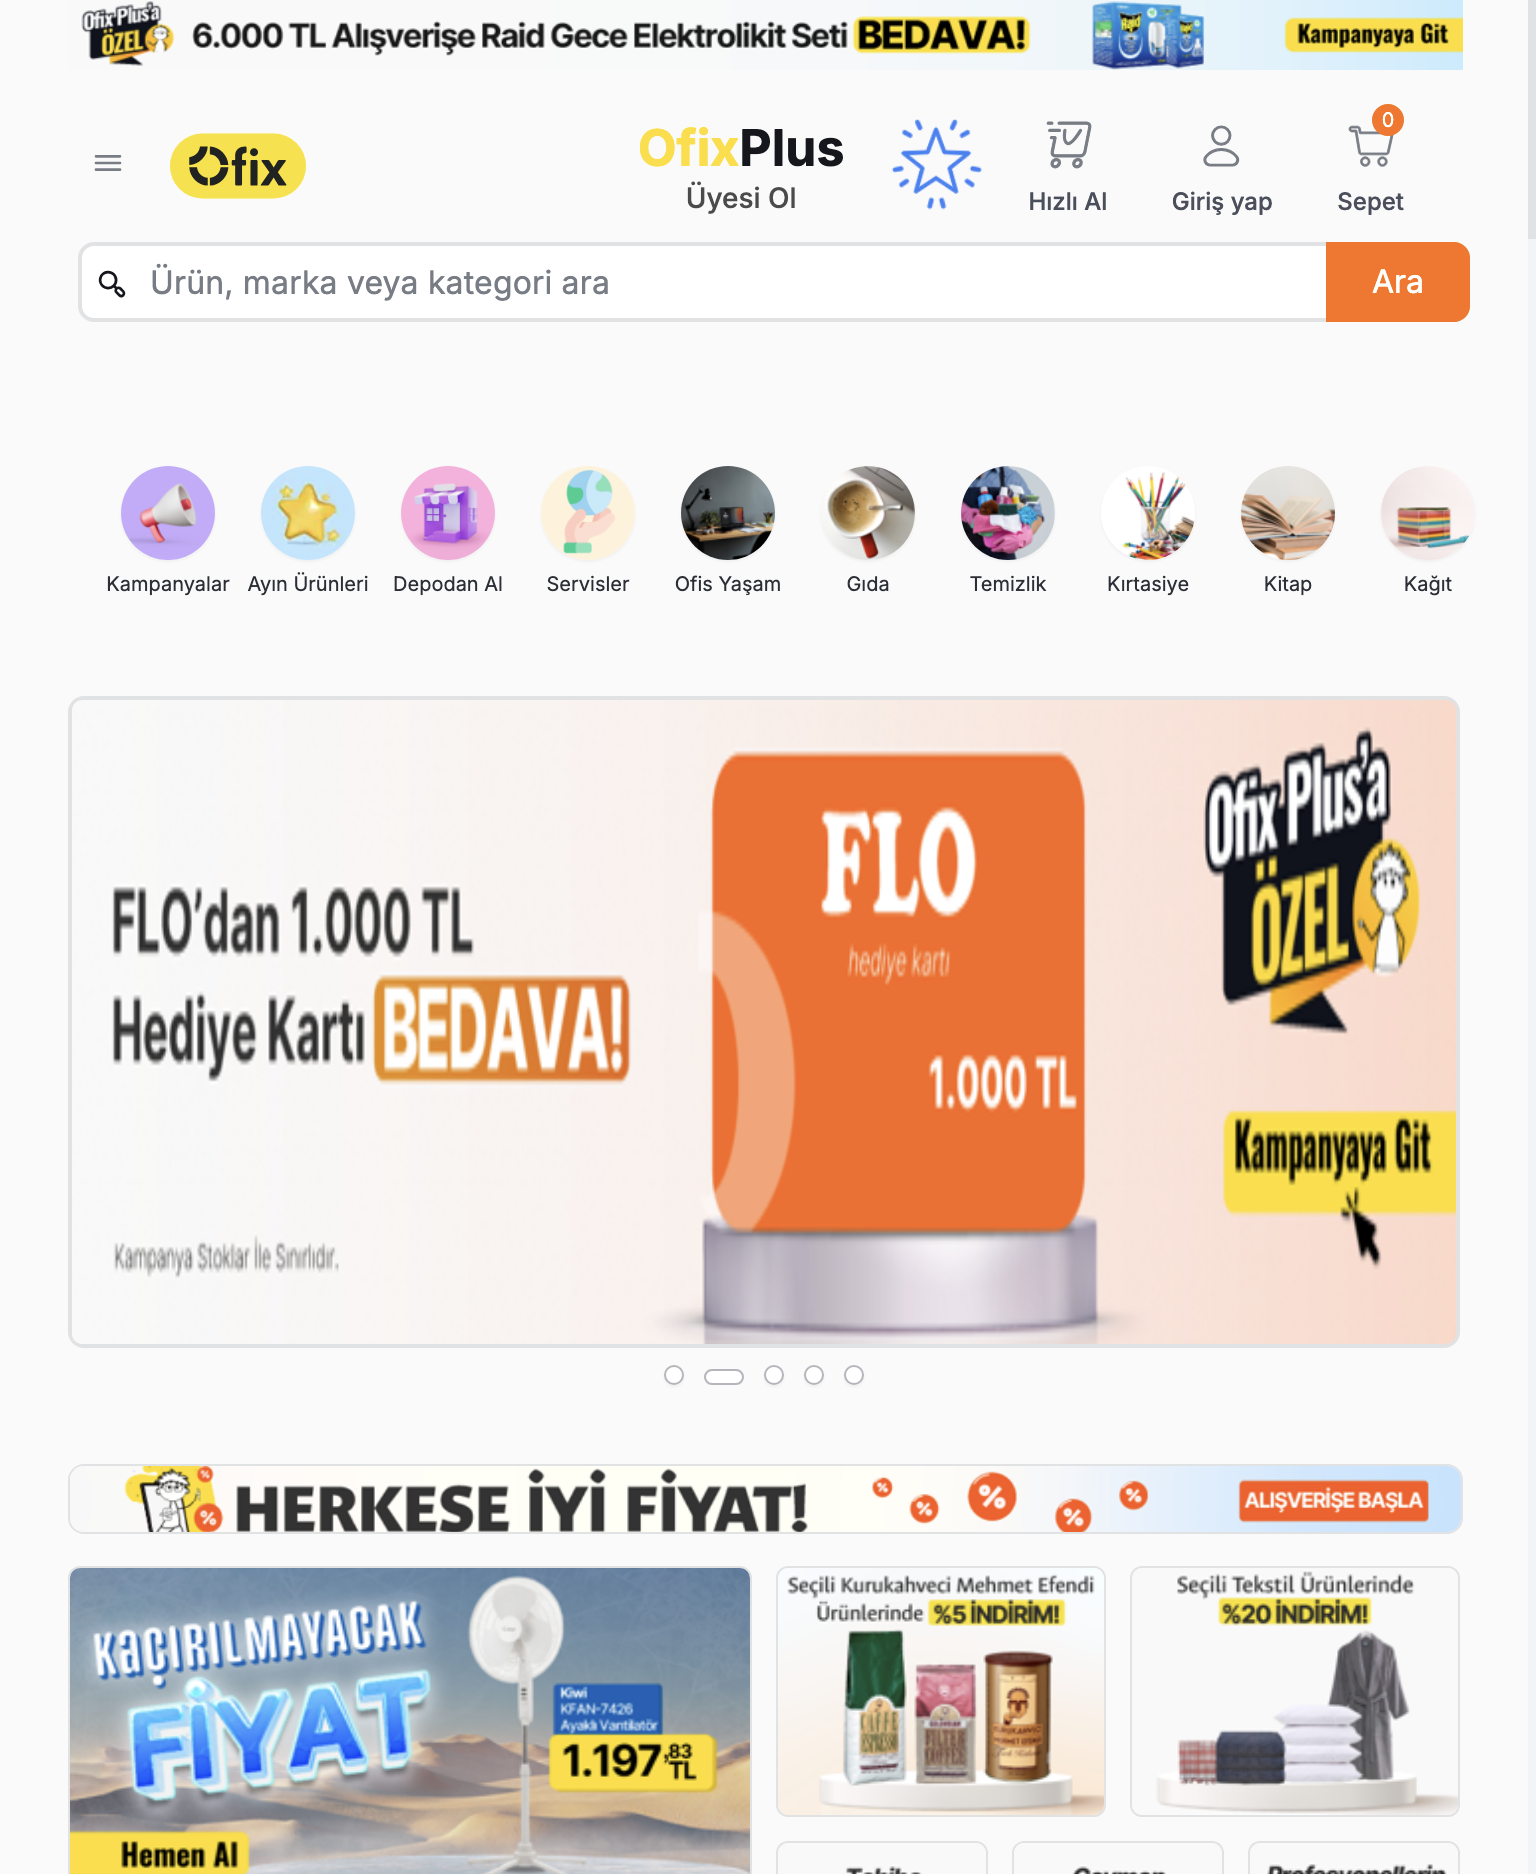 Ofix Plus'a
ÖZEL
6.000 TL Alışverişe Raid Gece Elektrolikit Seti BEDAVA!
Raid
Kampanyaya Git
Ofix
OfixPlus
Üyesi Ol
Hızlı Al
Giriş yap
0
Sepet
Ürün, marka veya kategori ara
Ara
Kampanyalar
Ayın Ürünleri
Depodan Al
Servisler
Ofis Yaşam
Gıda
Temizlik
Kırtasiye
Kitap
Kağıt
FLO'dan 1.000 TL
Hediye Kartı BEDAVA!
Kampanya Stoklar İle Sınırlıdır.
FLO
hediye kartı
1.000 TL
Ofix Plus'a
ÖZEL
Kampanyaya Git
HERKESE İYİ FİYAT!
ALIŞVERİŞE BAŞLA
KAÇIRILMAYACAK
FİYAT
Kiwi
KFAN-7426
Ayaklı Vantilatör
1.197,83 TL
Hemen Al
Seçili Kurukahveci Mehmet Efendi
Ürünlerinde %5 İNDİRİM!
CAFFE
ESPRESSO
FILTER
COFFEE
Seçili Tekstil Ürünlerinde
%20 İNDİRİM!